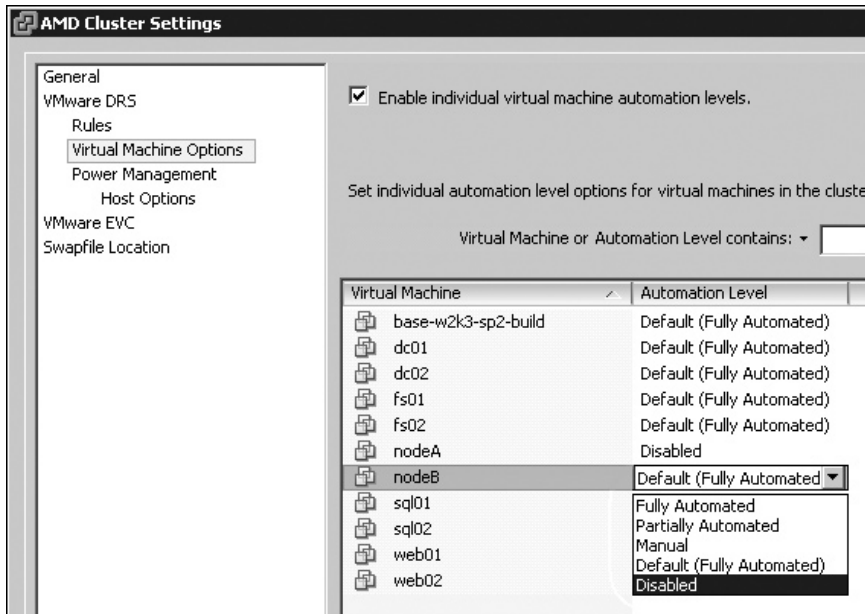 AMD Cluster Settings
General
VMware DRS
Rules
Virtual Machine Options
Power Management
Host Options
VMware EVC
Swapfile Location
Enable individual virtual machine automation levels.
Set individual automation level options for virtual machines in the cluste
Virtual Machine or Automation Level contains:
Virtual Machine Automation Level
base-w2k3-sp2-build Default (Fully Automated)
dc01 Default (Fully Automated)
dc02 Default (Fully Automated)
fs01 Default (Fully Automated)
fs02 Default (Fully Automated)
nodeA Disabled
nodeB Default (Fully Automated
sql01
sql02
web01
web02
Fully Automated
Partially Automated
Manual
Default (Fully Automated)
Disabled